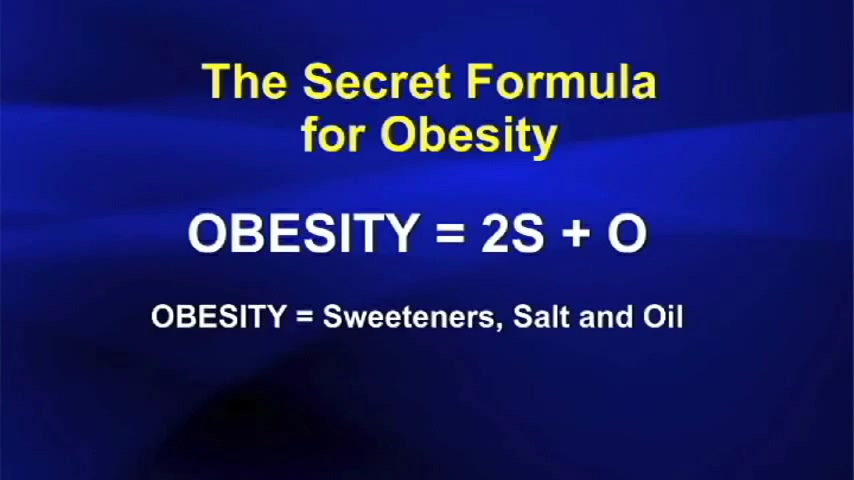 The Secret Formula
for Obesity
OBESITY = 2S + O
OBESITY = Sweeteners, Salt and Oil